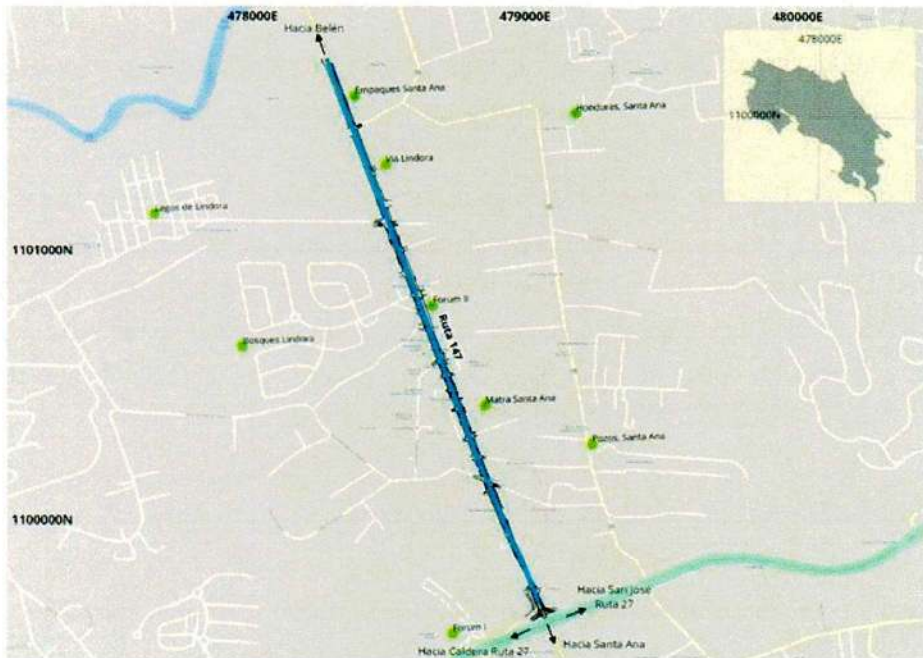 478000E
479000E
480000E
Hacia Belén
478000E
Empaques Santa Ana
Honduras, Santa Ana
1100000N
Vía Lindora
Lagos de Lindora
1101000N
Forum II
Ruta 147
Bosques Lindora
Matra Santa Ana
Pozos, Santa Ana
1100000N
Hacia San José
Ruta 27
Forum I
Hacia Santa Ana
Hacia Caldera Ruta 27